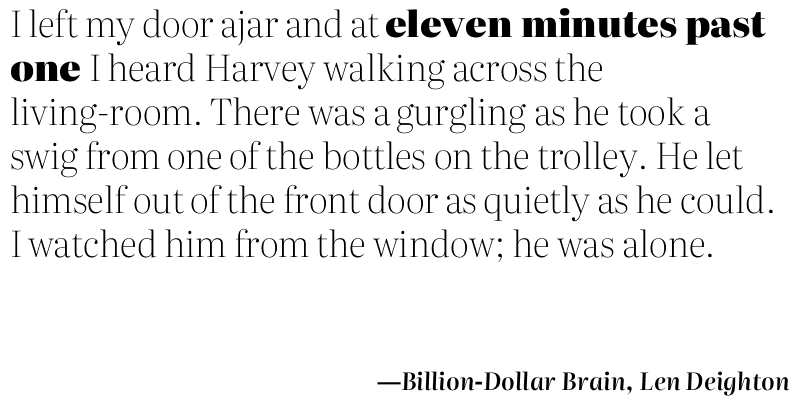 I left my door ajar and at eleven minutes past
one I heard Harvey walking across the
living-room. There was a gurgling as he took a
swig from one of the bottles on the trolley. He let
himself out of the front door as quietly as he could.
I watched him from the window; he was alone.
—Billion-Dollar Brain, Len Deighton